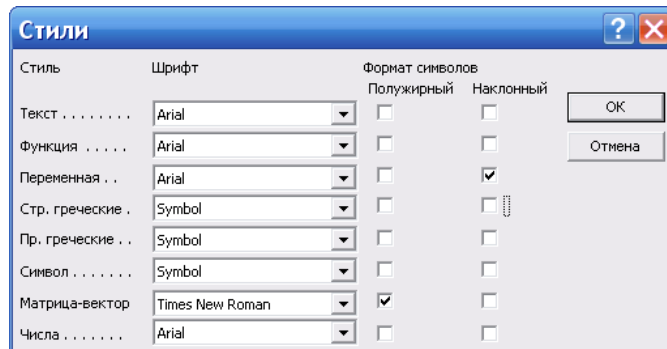 Стили
Стиль Шрифт Формат символов
Полужирный Наклонный
Текст . . . . . . . . Arial
OK
Функция . . . . . Arial
Отмена
Переменная . . Arial
Стр. греческие . Symbol
Пр. греческие . . Symbol
Символ . . . . . . . Symbol
Матрица-вектор Times New Roman
Числа . . . . . . . Arial